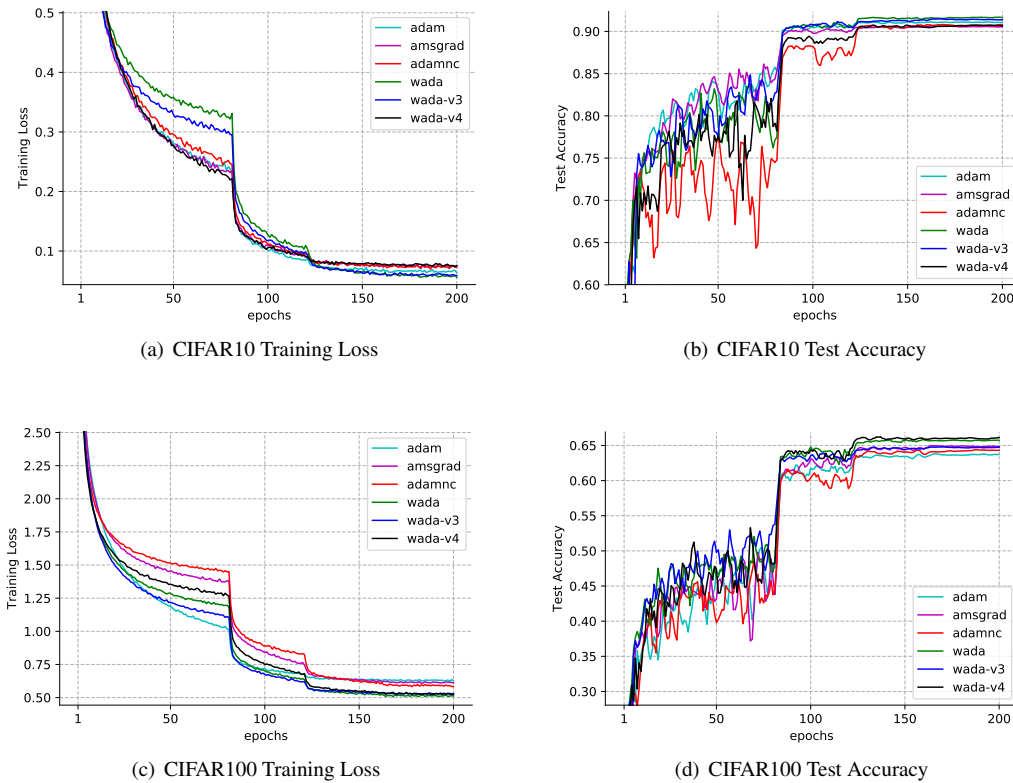 0.5
0.4
0.3
0.2
0.1
Training Loss
1
50
100
150
200
epochs
adam
amsgrad
adamnc
wada
wada-v3
wada-v4
(a) CIFAR10 Training Loss
0.90
0.85
0.80
0.75
0.70
0.65
0.60
Test Accuracy
1
50
100
150
200
epochs
adam
amsgrad
adamnc
wada
wada-v3
wada-v4
(b) CIFAR10 Test Accuracy
2.50
2.25
2.00
1.75
1.50
1.25
1.00
0.75
0.50
Training Loss
1
50
100
150
200
epochs
adam
amsgrad
adamnc
wada
wada-v3
wada-v4
(c) CIFAR100 Training Loss
0.65
0.60
0.55
0.50
0.45
0.40
0.35
0.30
Test Accuracy
1
50
100
150
200
epochs
adam
amsgrad
adamnc
wada
wada-v3
wada-v4
(d) CIFAR100 Test Accuracy